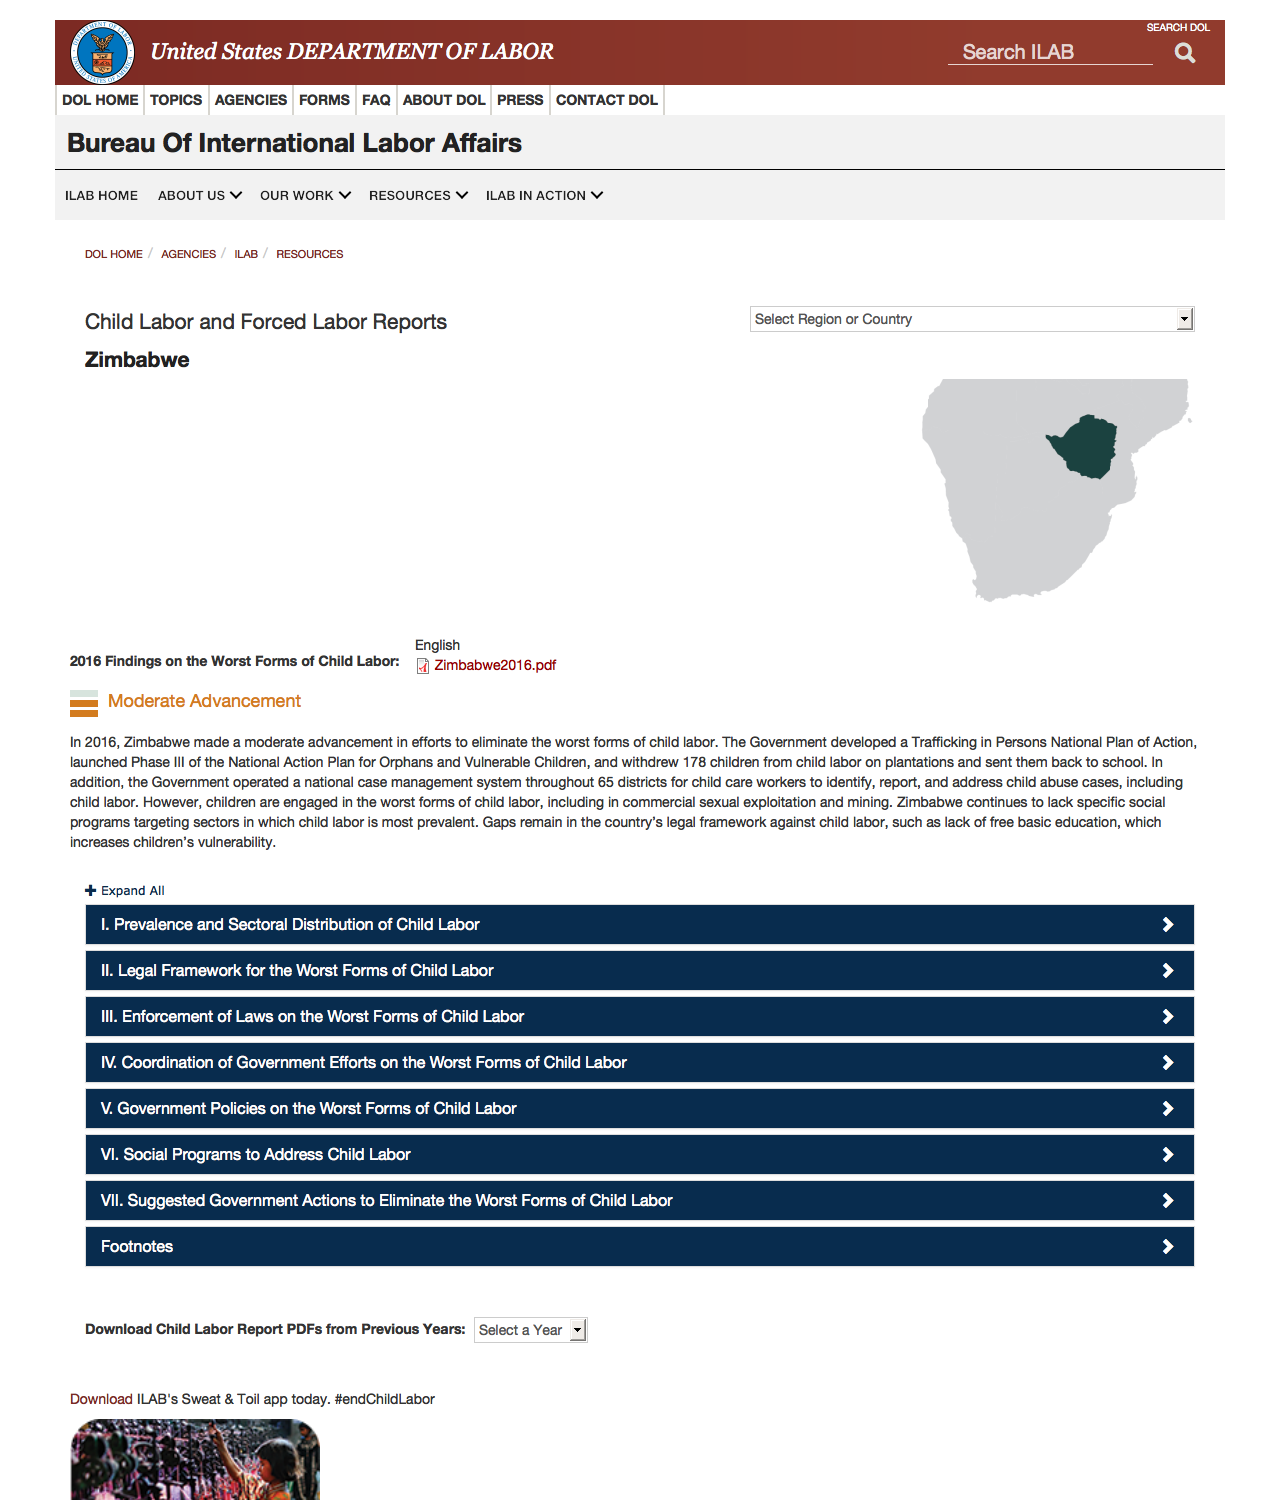 SEARCH DOL
United States DEPARTMENT OF LABOR
Search ILAB
DOL HOME
TOPICS
AGENCIES
FORMS
FAQ
ABOUT DOL
PRESS
CONTACT DOL
Bureau Of International Labor Affairs
ILAB HOME
ABOUT US
OUR WORK
RESOURCES
ILAB IN ACTION
DOL HOME / AGENCIES / ILAB / RESOURCES
Child Labor and Forced Labor Reports
Select Region or Country
Zimbabwe
English
2016 Findings on the Worst Forms of Child Labor:
Zimbabwe2016.pdf
Moderate Advancement
In 2016, Zimbabwe made a moderate advancement in efforts to eliminate the worst forms of child labor. The Government developed a Trafficking in Persons National Plan of Action,
launched Phase III of the National Action Plan for Orphans and Vulnerable Children, and withdrew 178 children from child labor on plantations and sent them back to school. In
addition, the Government operated a national case management system throughout 65 districts for child care workers to identify, report, and address child abuse cases, including
child labor. However, children are engaged in the worst forms of child labor, including in commercial sexual exploitation and mining. Zimbabwe continues to lack specific social
programs targeting sectors in which child labor is most prevalent. Gaps remain in the country’s legal framework against child labor, such as lack of free basic education, which
increases children’s vulnerability.
Expand All
I. Prevalence and Sectoral Distribution of Child Labor
II. Legal Framework for the Worst Forms of Child Labor
III. Enforcement of Laws on the Worst Forms of Child Labor
IV. Coordination of Government Efforts on the Worst Forms of Child Labor
V. Government Policies on the Worst Forms of Child Labor
VI. Social Programs to Address Child Labor
VII. Suggested Government Actions to Eliminate the Worst Forms of Child Labor
Footnotes
Download Child Labor Report PDFs from Previous Years:
Select a Year
Download ILAB's Sweat & Toil app today. #endChildLabor